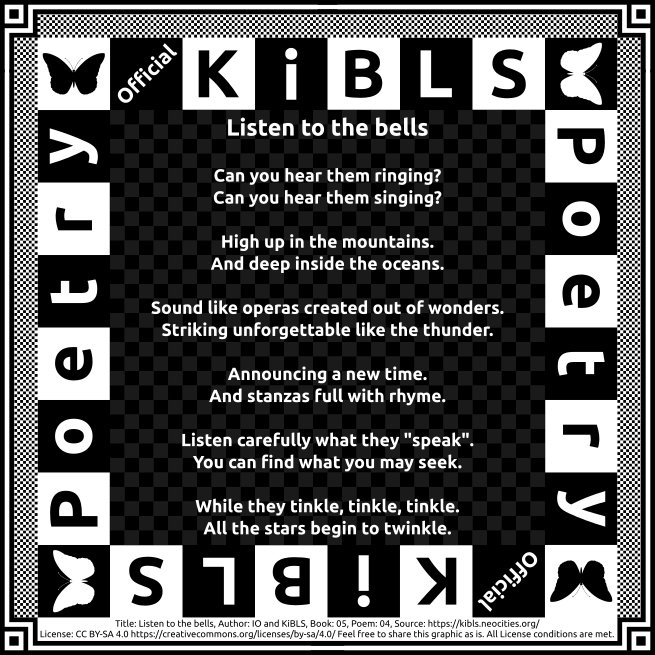 Official KiBLS
Poetry
Poetry
Listen to the bells
Can you hear them ringing?
Can you hear them singing?
High up in the mountains.
And deep inside the oceans.
Sound like operas created out of wonders.
Striking unforgettable like the thunder.
Announcing a new time.
And stanzas full with rhyme.
Listen carefully what they "speak".
You can find what you may seek.
While they tinkle, tinkle, tinkle.
All the stars begin to twinkle.
Official KiBLS
Title: Listen to the bells, Author: IO and KiBLS, Book: 05, Poem: 04, Source: https://kibls.neocities.org/
License: CC BY-SA 4.0 https://creativecommons.org/licenses/by-sa/4.0/ Feel free to share this graphic as is. All License conditions are met.